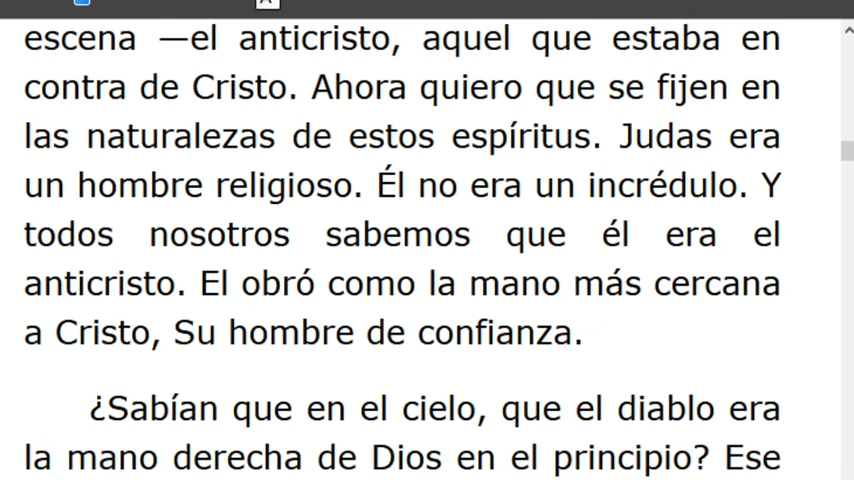 escena —el anticristo, aquel que estaba en
contra de Cristo. Ahora quiero que se fijen en
las naturalezas de estos espíritus. Judas era
un hombre religioso. Él no era un incrédulo. Y
todos nosotros sabemos que él era el
anticristo. El obró como la mano más cercana
a Cristo, Su hombre de confianza.
¿Sabían que en el cielo, que el diablo era
la mano derecha de Dios en el principio? Ese